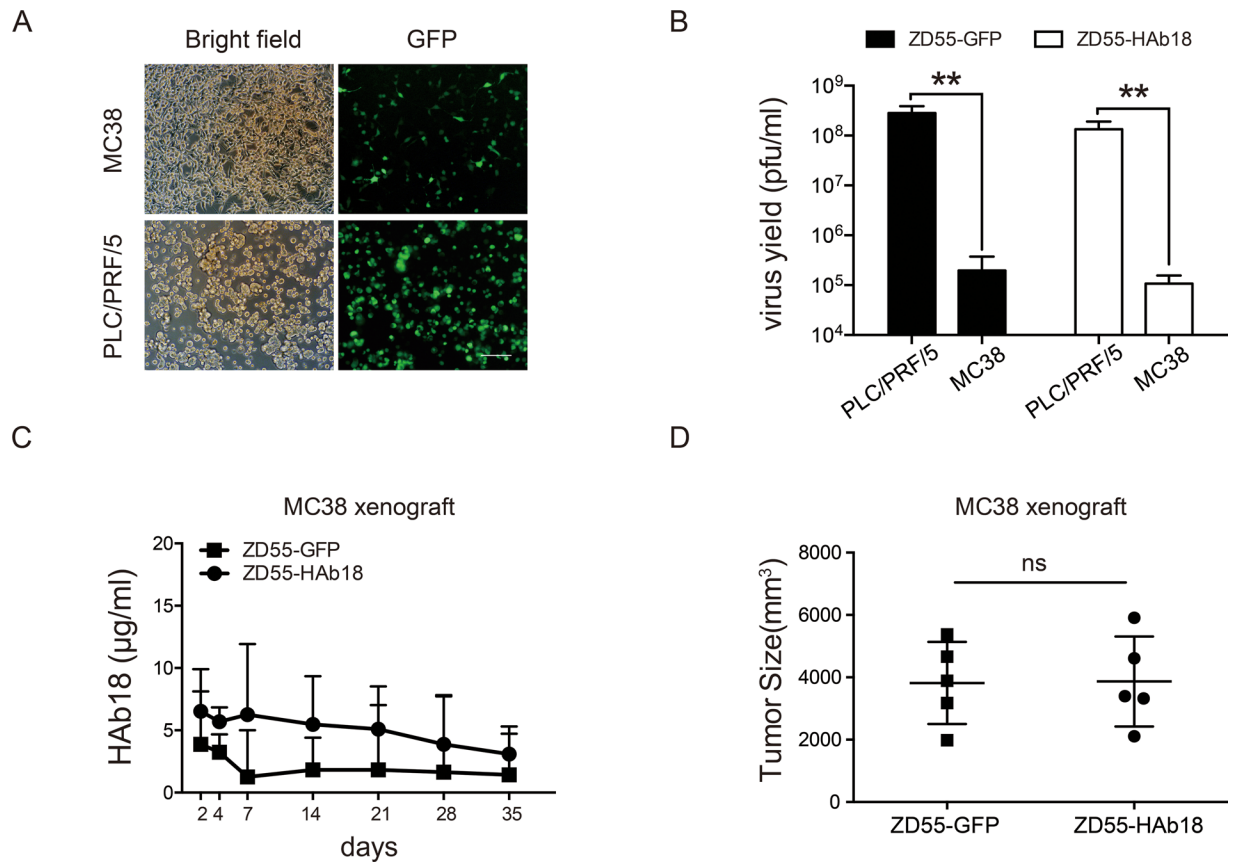 A
Bright field GFP
MC38
PLC/PRF/5
B
ZD55-GFP ZD55-HAb18
virus yield (pfu/ml)
10⁹
10⁸
10⁷
10⁶
10⁵
10⁴
** **
PLC/PRF/5 MC38 PLC/PRF/5 MC38
C
MC38 xenograft
ZD55-GFP
ZD55-HAb18
HAb18 (μg/ml)
20
15
10
5
0
2 4 7 14 21 28 35
days
D
MC38 xenograft
ns
Tumor Size(mm³)
8000
6000
4000
2000
0
ZD55-GFP ZD55-HAb18